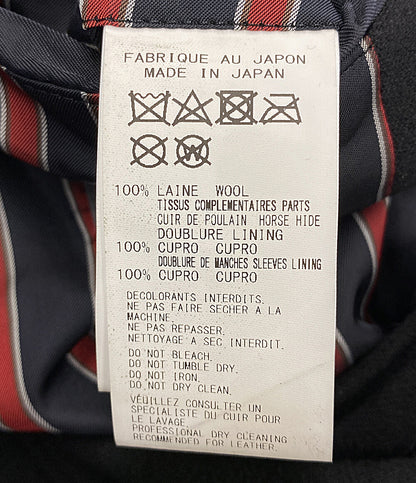 FABRIQUE AU JAPON
MADE IN JAPAN
100% LAINE WOOL
TISSUS COMPLEMENTAIRES PARTS
CUIR DE POULAIN HORSE HIDE
DOUBLURE LINING
100% CUPRO CUPRO
DOUBLURE DE MANCHES SLEEVES LINING
100% CUPRO CUPRO
DECOLORANTS INTERDITS.
NE PAS FAIRE SECHER A LA
MACHINE.
NE PAS REPASSER.
NETTOYAGE A SEC INTERDIT.
DO NOT BLEACH.
DO NOT TUMBLE DRY.
DO NOT IRON.
DO NOT DRY CLEAN.
VEUILLEZ CONSULTER UN
SPECIALISTE DU CUIR POUR
LE LAVAGE.
PROFESSIONAL DRY CLEANING
RECOMMENDED FOR LEATHER.